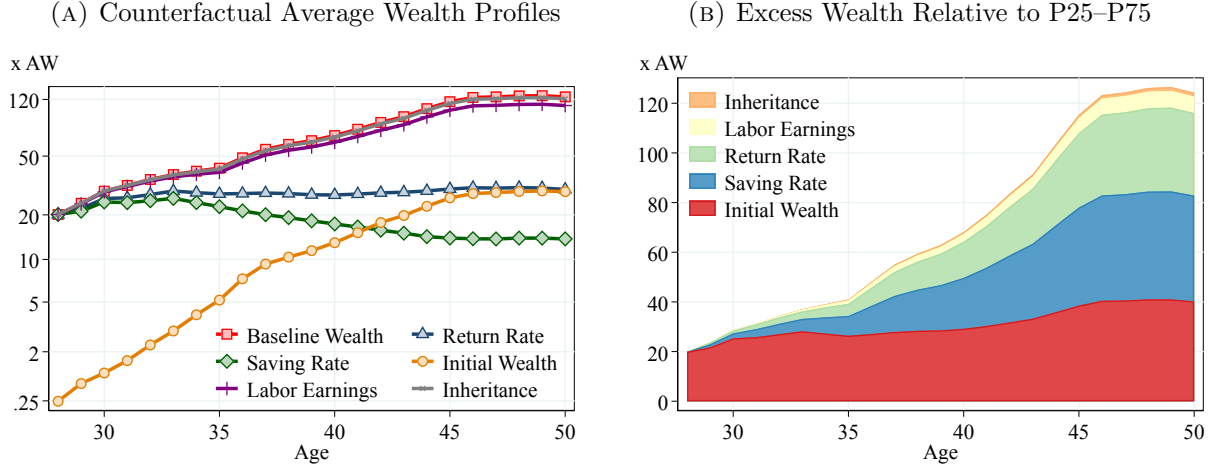 (A) Counterfactual Average Wealth Profiles
x AW
120
50
20
10
5
2
.25
Baseline Wealth
Return Rate
Saving Rate
Initial Wealth
Labor Earnings
Inheritance
30
35
40
45
50
Age
(B) Excess Wealth Relative to P25–P75
x AW
120
100
80
60
40
20
0
Inheritance
Labor Earnings
Return Rate
Saving Rate
Initial Wealth
30
35
40
45
50
Age